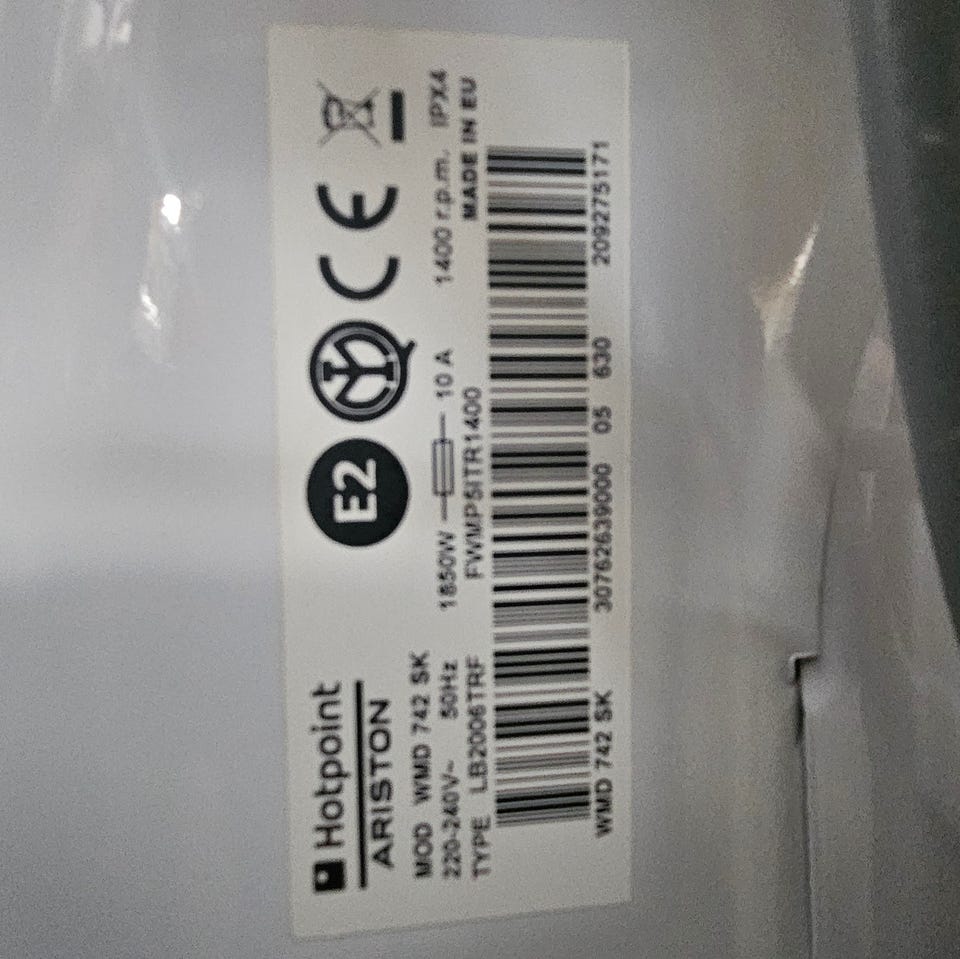 Hotpoint
ARISTON
E2
CE
MOD WMD 742 SK
220-240V~ 50Hz 1850W 10 A 1400 r.p.m. IPX4
TYPE LB2006TRF FWMP5ITR1400 MADE IN EU
WMD 742 SK 30762639000 05 630 209275171